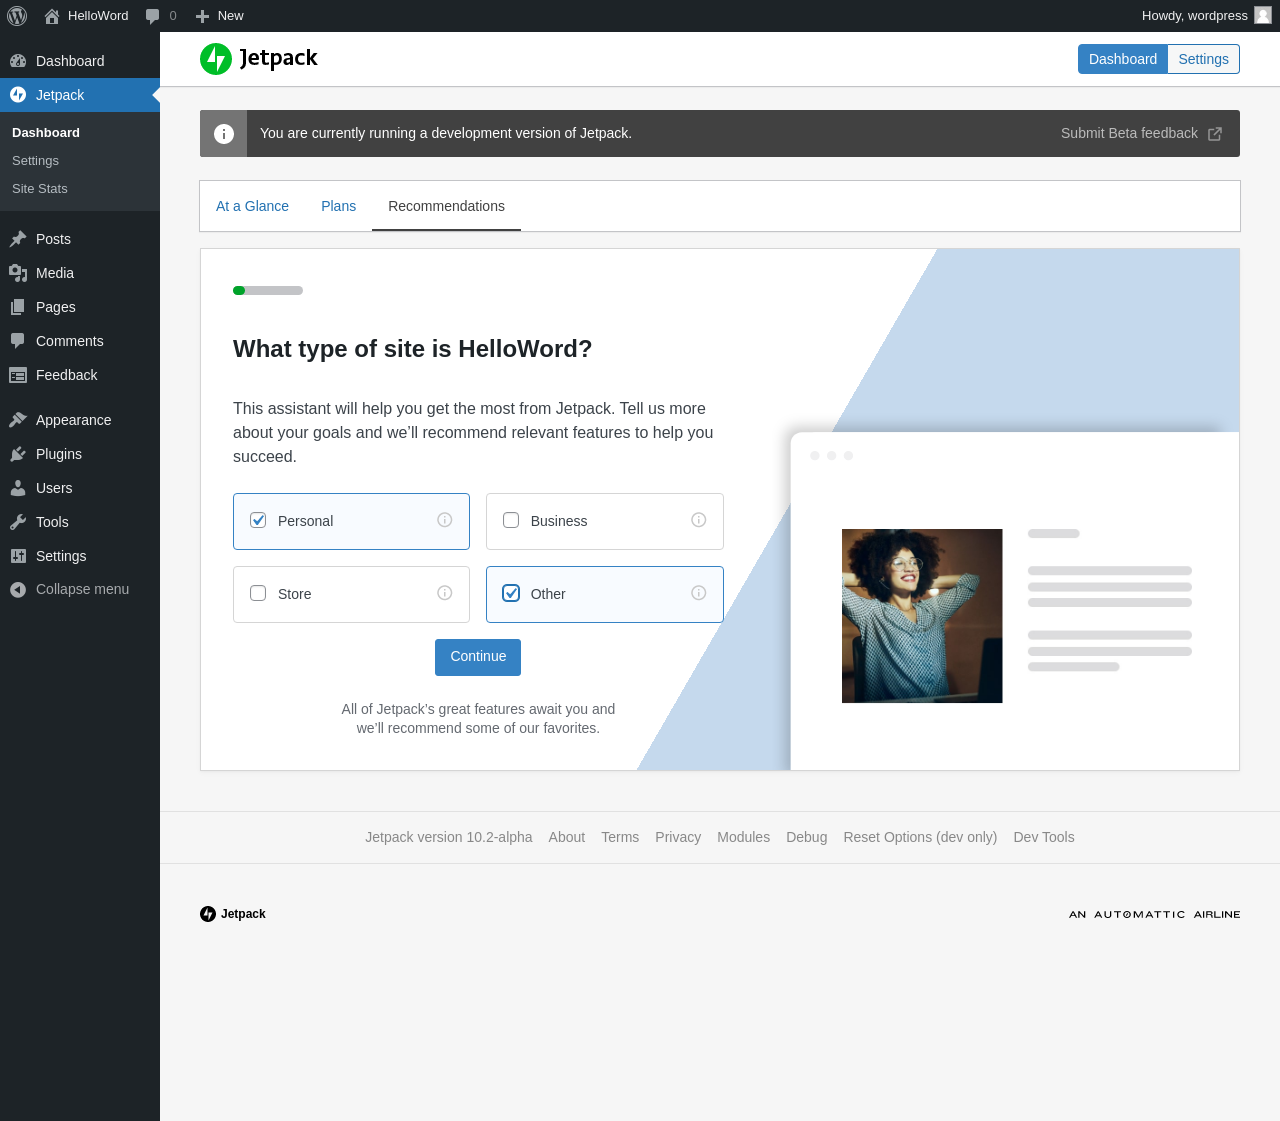 HelloWord
0
New
Howdy, wordpress
Dashboard
Jetpack
Dashboard
Settings
Site Stats
Posts
Media
Pages
Comments
Feedback
Appearance
Plugins
Users
Tools
Settings
Collapse menu
Jetpack
Dashboard
Settings
You are currently running a development version of Jetpack.
Submit Beta feedback
At a Glance
Plans
Recommendations
What type of site is HelloWord?
This assistant will help you get the most from Jetpack. Tell us more
about your goals and we’ll recommend relevant features to help you
succeed.
Personal
Business
Store
Other
Continue
All of Jetpack’s great features await you and
we’ll recommend some of our favorites.
Jetpack version 10.2-alpha
About
Terms
Privacy
Modules
Debug
Reset Options (dev only)
Dev Tools
Jetpack
AN AUTOMATTIC AIRLINE